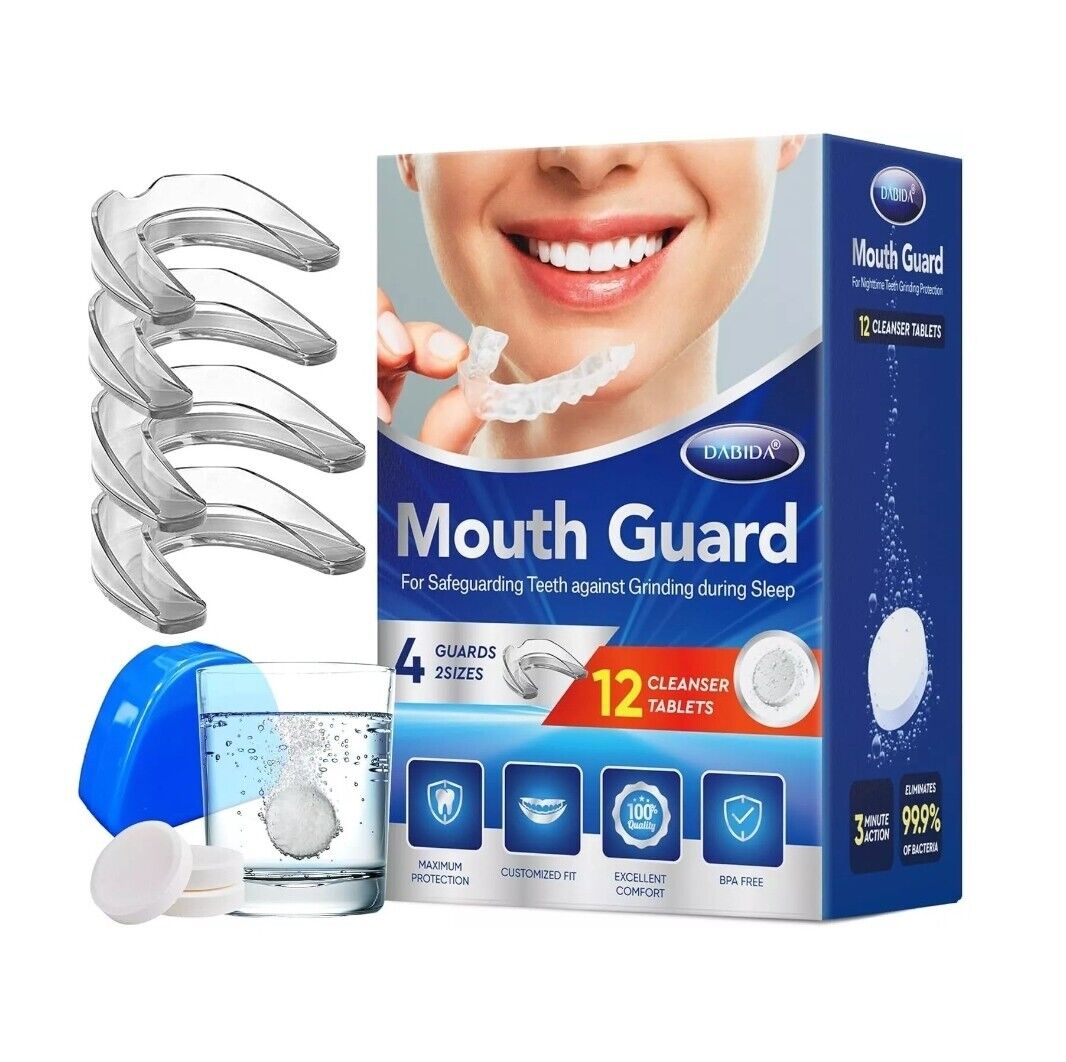 DABIDA®
Mouth Guard
For Safeguarding Teeth against Grinding during Sleep
4 GUARDS
2SIZES
12 CLEANSER
TABLETS
MAXIMUM
PROTECTION
CUSTOMIZED FIT
100%
Quality
EXCELLENT
COMFORT
BPA FREE
DABIDA®
Mouth Guard
For Nighttime Teeth Grinding Protection
12 CLEANSER TABLETS
3 MINUTE
ACTION
ELIMINATES
99.9%
OF BACTERIA